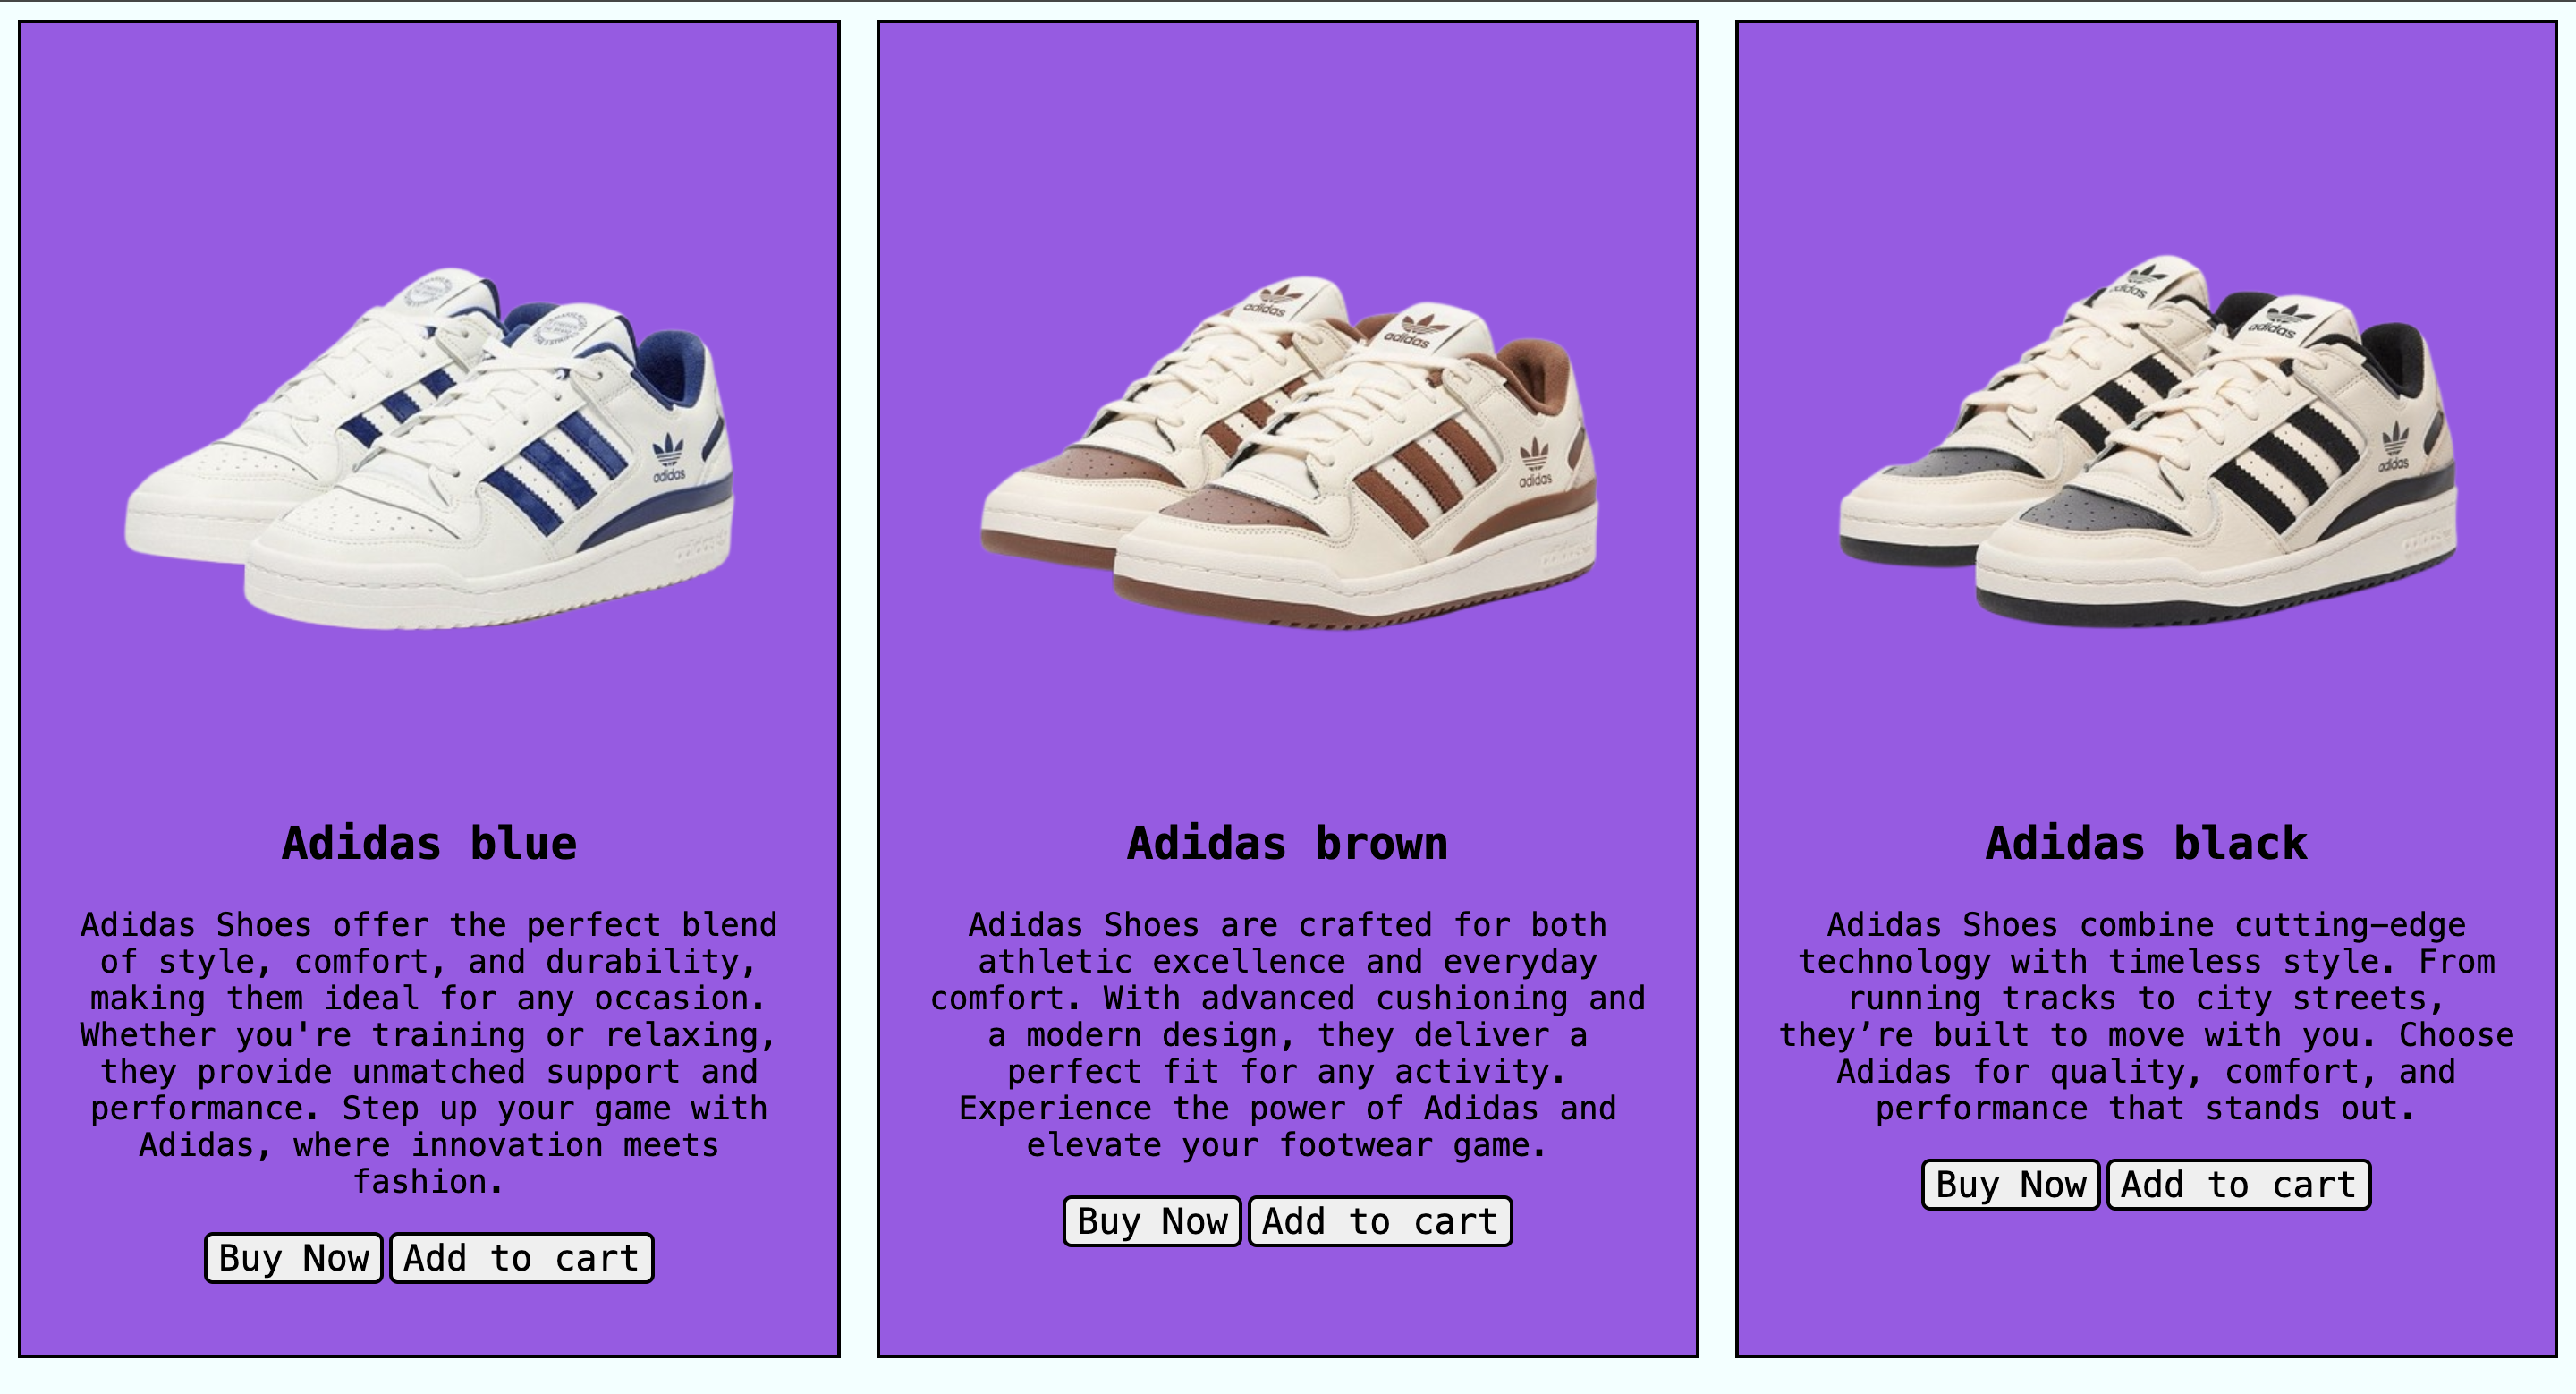 adidas
Adidas blue
Adidas Shoes offer the perfect blend
of style, comfort, and durability,
making them ideal for any occasion.
Whether you're training or relaxing,
they provide unmatched support and
performance. Step up your game with
Adidas, where innovation meets
fashion.
Buy Now
Add to cart
adidas
adidas
adidas
Adidas brown
Adidas Shoes are crafted for both
athletic excellence and everyday
comfort. With advanced cushioning and
a modern design, they deliver a
perfect fit for any activity.
Experience the power of Adidas and
elevate your footwear game.
Buy Now
Add to cart
adidas
adidas
adidas
Adidas black
Adidas Shoes combine cutting-edge
technology with timeless style. From
running tracks to city streets,
they’re built to move with you. Choose
Adidas for quality, comfort, and
performance that stands out.
Buy Now
Add to cart